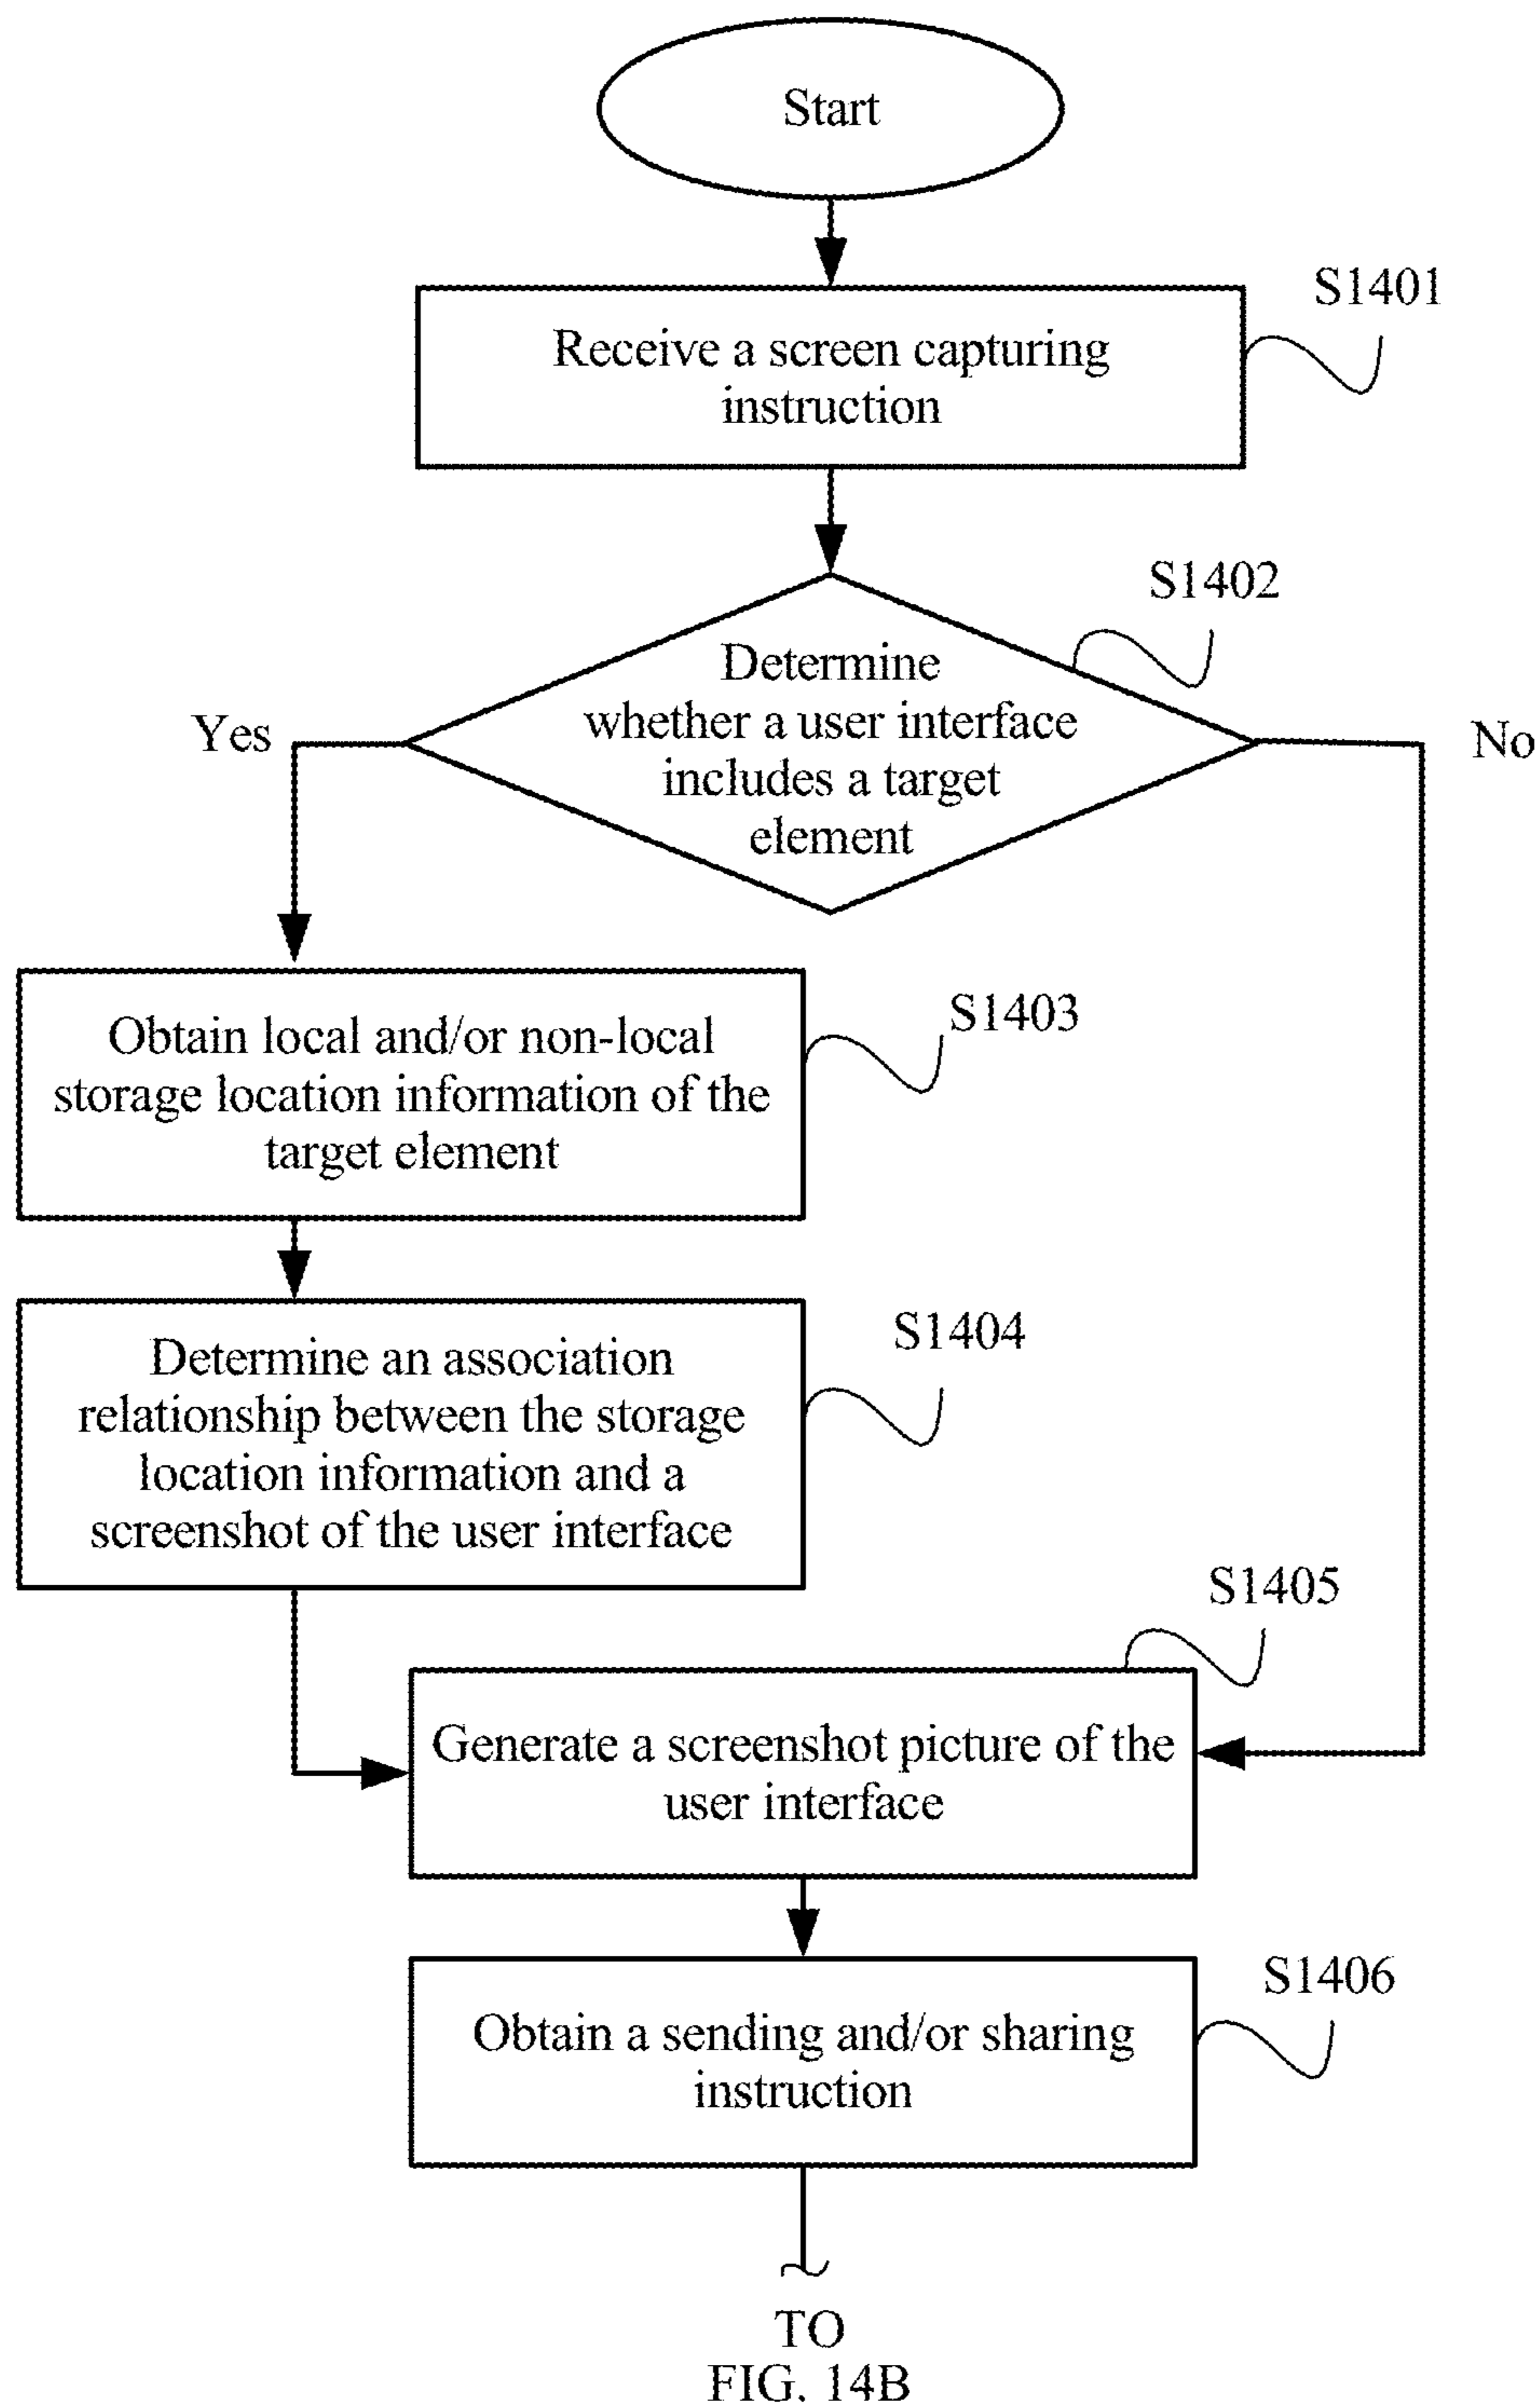 Start
S1401
Receive a screen capturing
instruction
S1402
Determine
whether a user interface
includes a target
element
Yes
No
S1403
Obtain local and/or non-local
storage location information of the
target element
S1404
Determine an association
relationship between the storage
location information and a
screenshot of the user interface
S1405
Generate a screenshot picture of the
user interface
S1406
Obtain a sending and/or sharing
instruction
TO
FIG. 14B